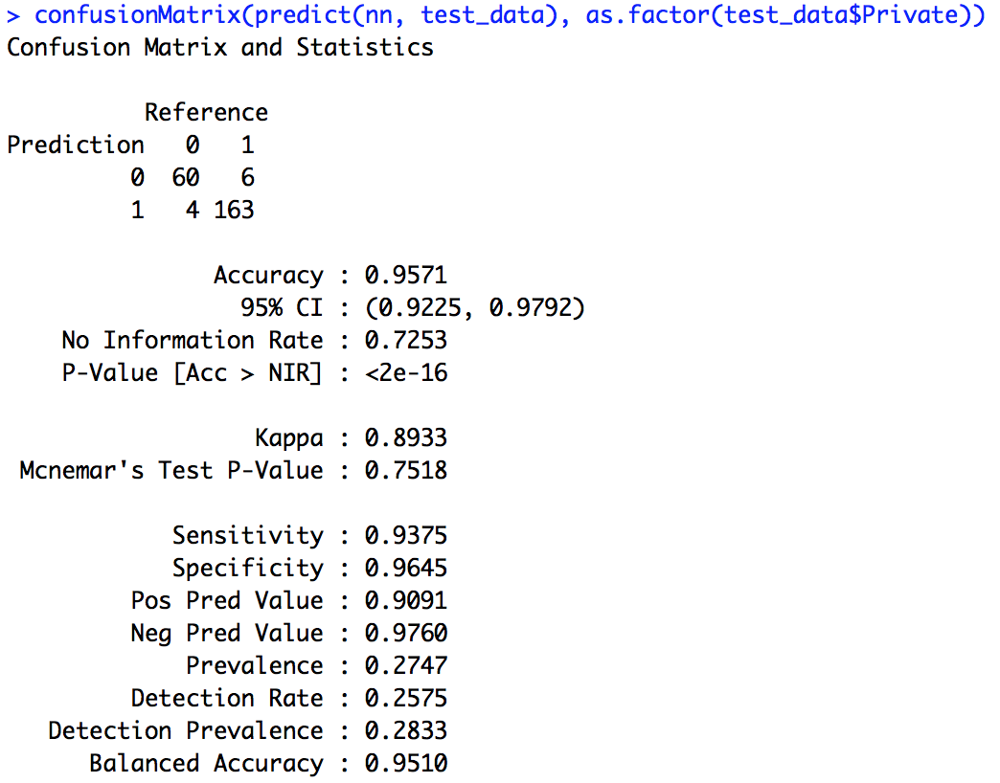 > confusionMatrix(predict(nn, test_data), as.factor(test_data$Private))
Confusion Matrix and Statistics

          Reference
Prediction   0   1
         0  60   6
         1   4 163

               Accuracy : 0.9571
                 95% CI : (0.9225, 0.9792)
    No Information Rate : 0.7253
    P-Value [Acc > NIR] : <2e-16

                  Kappa : 0.8933
 Mcnemar's Test P-Value : 0.7518

            Sensitivity : 0.9375
            Specificity : 0.9645
         Pos Pred Value : 0.9091
         Neg Pred Value : 0.9760
             Prevalence : 0.2747
         Detection Rate : 0.2575
   Detection Prevalence : 0.2833
      Balanced Accuracy : 0.9510